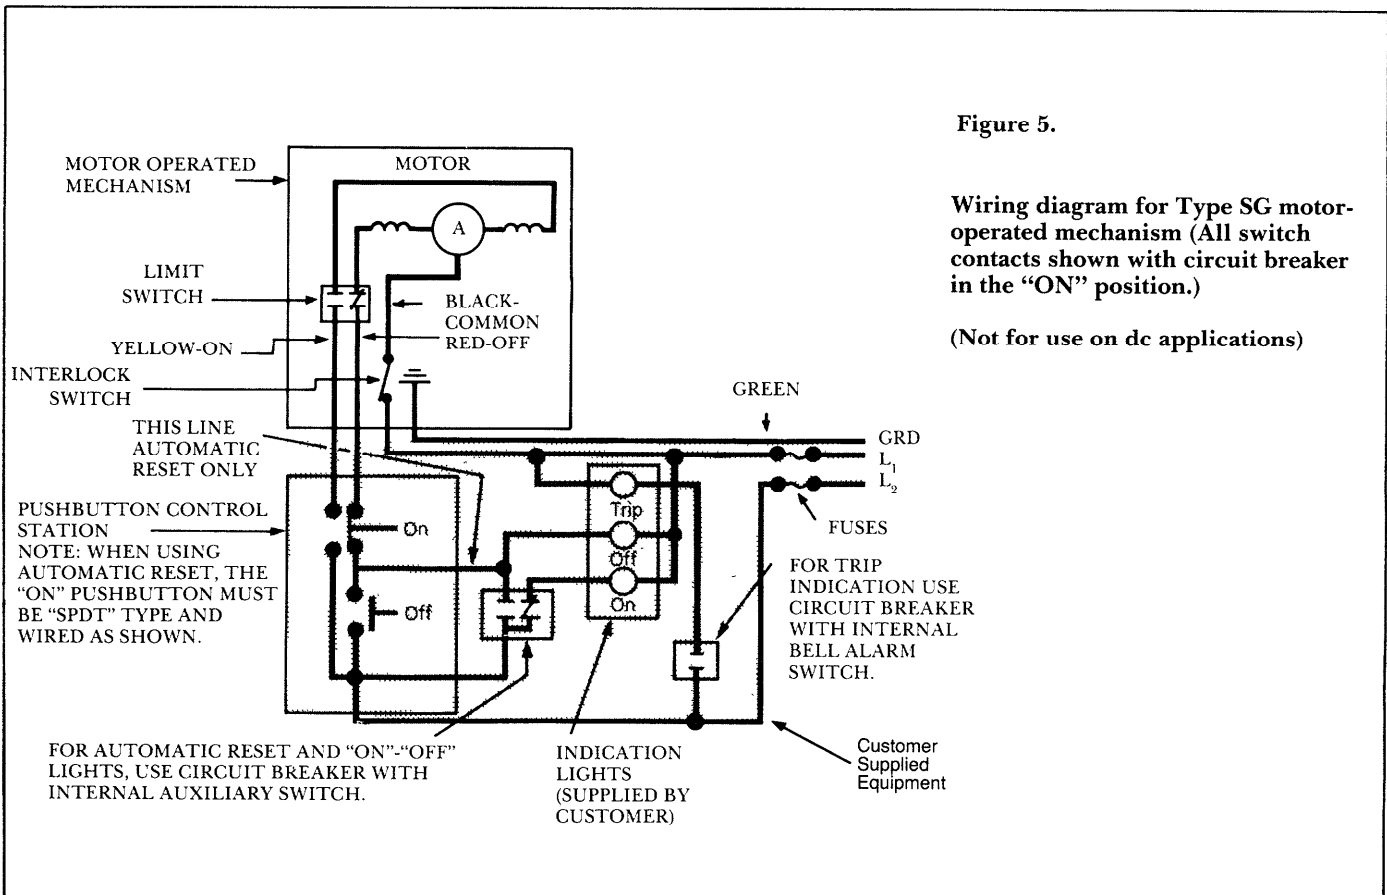 Figure 5.
Wiring diagram for Type SG motor-
operated mechanism (All switch
contacts shown with circuit breaker
in the “ON” position.)
(Not for use on dc applications)
MOTOR OPERATED
MECHANISM
MOTOR
A
LIMIT
SWITCH
BLACK-
COMMON
RED-OFF
YELLOW-ON
INTERLOCK
SWITCH
THIS LINE
AUTOMATIC
RESET ONLY
GREEN
GRD
L1
L2
FUSES
PUSHBUTTON CONTROL
STATION
NOTE: WHEN USING
AUTOMATIC RESET, THE
“ON” PUSHBUTTON MUST
BE “SPDT” TYPE AND
WIRED AS SHOWN.
On
Off
Trip
Off
On
FOR TRIP
INDICATION USE
CIRCUIT BREAKER
WITH INTERNAL
BELL ALARM
SWITCH.
FOR AUTOMATIC RESET AND “ON”-“OFF”
LIGHTS, USE CIRCUIT BREAKER WITH
INTERNAL AUXILIARY SWITCH.
INDICATION
LIGHTS
(SUPPLIED BY
CUSTOMER)
Customer
Supplied
Equipment